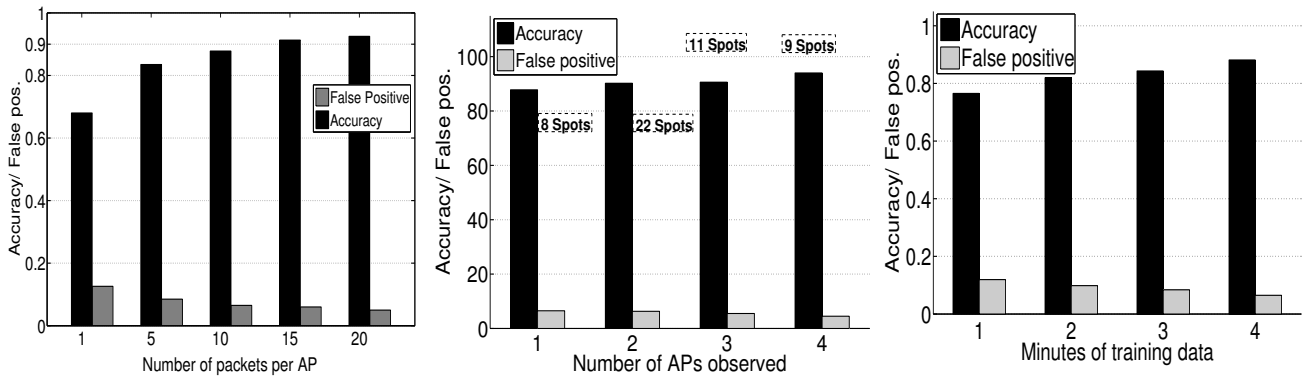 Accuracy/ False pos.
1
0.9
0.8
0.6
0.4
0.2
0
False Positive
Accuracy
1 5 10 15 20
Number of packets per AP
Accuracy/ False pos.
100
80
60
40
20
0
Accuracy
False positive
11 Spots
9 Spots
8 Spots
22 Spots
1 2 3 4
Number of APs observed
Accuracy/ False pos.
1
0.8
0.6
0.4
0.2
0
Accuracy
False positive
1 2 3 4
Minutes of training data